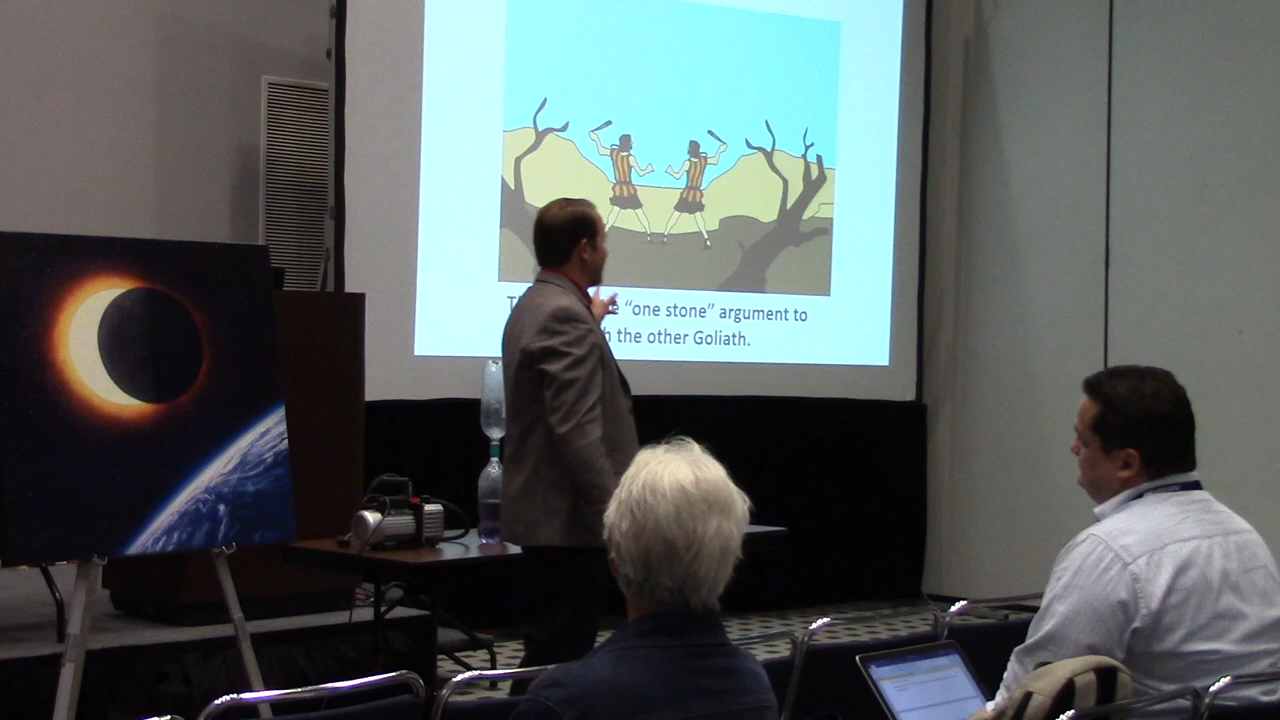 "one stone" argument to
the other Goliath.